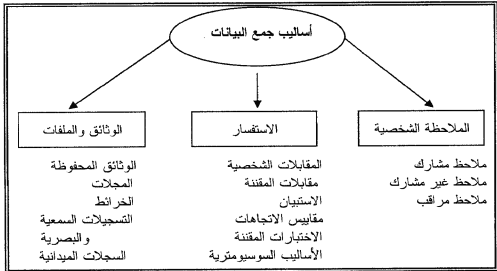 أساليب جمع البيانات
الملاحظة الشخصية
ملاحظ مشارك
ملاحظ غير مشارك
ملاحظ مراقب
الاستفسار
المقابلات الشخصية
مقابلات المقننة
الاستبيان
مقاييس الاتجاهات
الاختبارات المقننة
الأساليب السوسيومترية
الوثائق والملفات
الوثائق المحفوظة
المجلات
الخرائط
التسجيلات السمعية
والبصرية
السجلات الميدانية